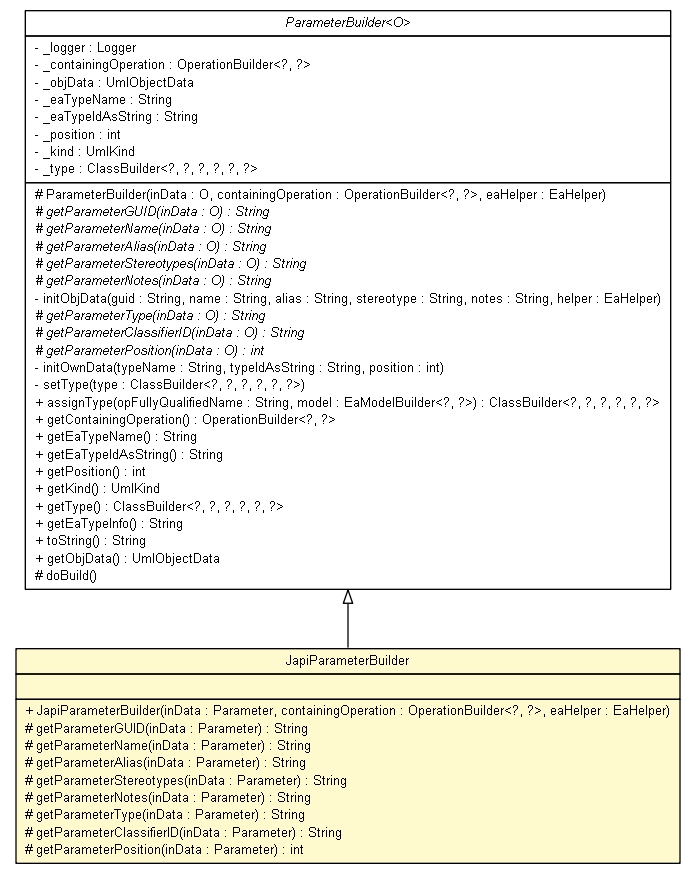 ParameterBuilder<O>
- _logger : Logger
- _containingOperation : OperationBuilder<?, ?>
- _objData : UmlObjectData
- _eaTypeName : String
- _eaTypeIdAsString : String
- _position : int
- _kind : UmlKind
- _type : ClassBuilder<?, ?, ?, ?, ?, ?>
# ParameterBuilder(inData : O, containingOperation : OperationBuilder<?, ?>, eaHelper : EaHelper)
# getParameterGUID(inData : O) : String
# getParameterName(inData : O) : String
# getParameterAlias(inData : O) : String
# getParameterStereotypes(inData : O) : String
# getParameterNotes(inData : O) : String
- initObjData(guid : String, name : String, alias : String, stereotype : String, notes : String, helper : EaHelper)
# getParameterType(inData : O) : String
# getParameterClassifierID(inData : O) : String
# getParameterPosition(inData : O) : int
- initOwnData(typeName : String, typeIdAsString : String, position : int)
- setType(type : ClassBuilder<?, ?, ?, ?, ?, ?>)
+ assignType(opFullyQualifiedName : String, model : EaModelBuilder<?, ?>) : ClassBuilder<?, ?, ?, ?, ?, ?>
+ getContainingOperation() : OperationBuilder<?, ?>
+ getEaTypeName() : String
+ getEaTypeIdAsString() : String
+ getPosition() : int
+ getKind() : UmlKind
+ getType() : ClassBuilder<?, ?, ?, ?, ?, ?>
+ getEaTypeInfo() : String
+ toString() : String
+ getObjData() : UmlObjectData
# doBuild()
JapiParameterBuilder
+ JapiParameterBuilder(inData : Parameter, containingOperation : OperationBuilder<?, ?>, eaHelper : EaHelper)
# getParameterGUID(inData : Parameter) : String
# getParameterName(inData : Parameter) : String
# getParameterAlias(inData : Parameter) : String
# getParameterStereotypes(inData : Parameter) : String
# getParameterNotes(inData : Parameter) : String
# getParameterType(inData : Parameter) : String
# getParameterClassifierID(inData : Parameter) : String
# getParameterPosition(inData : Parameter) : int